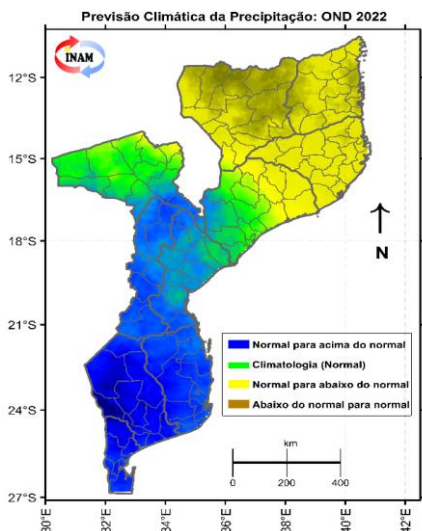 Previsão Climática da Precipitação: OND 2022
INAM
12°S
15°S
18°S
21°S
24°S
27°S
N
Normal para acima do normal
Climatologia (Normal)
Normal para abaixo do normal
Abaixo do normal para normal
km
0 200 400
30°E 32°E 34°E 36°E 38°E 40°E 42°E